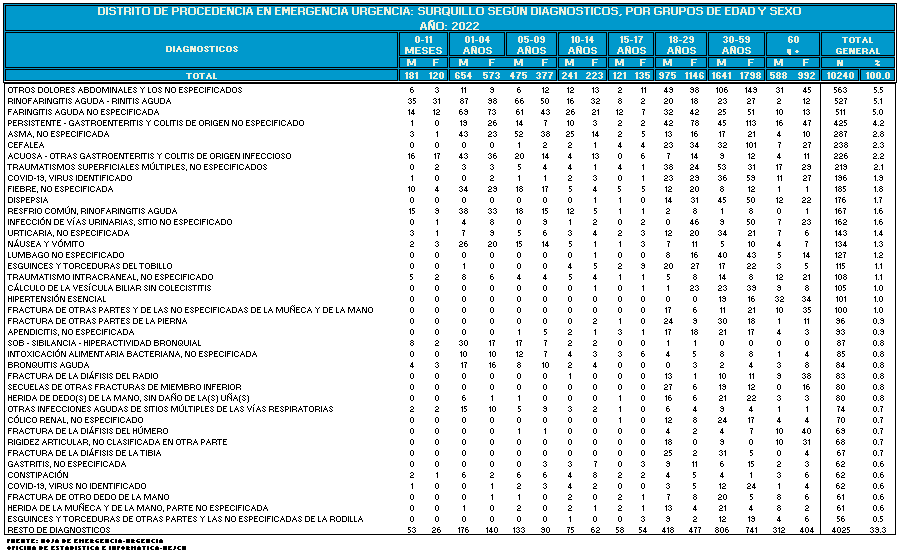 DISTRITO DE PROCEDENCIA EN EMERGENCIA URGENCIA: SURQUILLO SEGÚN DIAGNOSTICOS, POR GRUPOS DE EDAD Y SEXO
AÑO: 2022
DIAGNOSTICOS 0-11 MESES 01-04 AÑOS 05-09 AÑOS 10-14 AÑOS 15-17 AÑOS 18-29 AÑOS 30-59 AÑOS 60 y + TOTAL GENERAL
M F M F M F M F M F M F M F M F N %
TOTAL 181 120 654 573 475 377 241 223 121 135 975 1146 1641 1798 588 992 10240 100.0
OTROS DOLORES ABDOMINALES Y LOS NO ESPECIFICADOS 6 3 11 9 6 12 12 13 2 11 49 98 106 149 31 45 563 5.5
RINOFARINGITIS AGUDA - RINITIS AGUDA 35 31 87 98 66 50 16 32 8 2 20 18 23 27 2 12 527 5.1
FARINGITIS AGUDA NO ESPECIFICADA 14 12 69 73 61 43 26 21 12 7 32 42 25 51 10 13 511 5.0
PERSISTENTE - GASTROENTERITIS Y COLITIS DE ORIGEN NO ESPECIFICADO 1 0 19 26 14 7 10 3 2 2 42 78 45 113 16 47 425 4.2
ASMA, NO ESPECIFICADA 3 1 43 23 52 38 25 14 2 5 13 16 17 21 4 10 287 2.8
CEFALEA 0 0 0 0 1 2 2 1 4 4 23 34 32 101 7 27 238 2.3
ACUOSA - OTRAS GASTROENTERITIS Y COLITIS DE ORIGEN INFECCIOSO 16 17 43 36 20 14 4 13 0 6 7 14 9 12 4 11 226 2.2
TRAUMATISMOS SUPERFICIALES MÚLTIPLES, NO ESPECIFICADOS 0 2 3 3 5 4 4 1 4 1 38 24 53 31 17 29 219 2.1
COVID-19, VIRUS IDENTIFICADO 1 0 0 2 1 1 2 3 0 1 23 29 36 59 11 27 196 1.9
FIEBRE, NO ESPECIFICADA 10 4 34 29 18 17 5 4 5 5 12 20 8 12 1 1 185 1.8
DISPEPSIA 0 0 0 0 0 0 0 1 1 0 14 31 45 50 12 22 176 1.7
RESFRIO COMÚN, RINOFARINGITIS AGUDA 15 9 38 33 18 15 12 5 1 1 2 8 1 8 0 1 167 1.6
INFECCIÓN DE VÍAS URINARIAS, SITIO NO ESPECIFICADO 0 1 4 8 0 9 1 2 0 2 0 46 9 50 7 23 162 1.6
URTICARIA, NO ESPECIFICADA 3 1 7 9 5 6 3 4 2 3 12 20 34 21 7 6 143 1.4
NÁUSEA Y VÓMITO 2 3 26 20 15 14 5 1 1 3 7 11 5 10 4 7 134 1.3
LUMBAGO NO ESPECIFICADO 0 0 0 0 0 0 0 1 0 0 8 16 40 43 5 14 127 1.2
ESGUINCES Y TORCEDURAS DEL TOBILLO 0 0 1 0 0 0 4 5 2 9 20 27 17 22 3 5 115 1.1
TRAUMATISMO INTRACRANEAL, NO ESPECIFICADO 5 2 8 6 4 4 5 4 1 1 5 8 14 8 12 21 108 1.1
CÁLCULO DE LA VESÍCULA BILIAR SIN COLECISTITIS 0 0 0 0 0 0 0 0 1 1 23 23 39 9 8 105 1.0
HIPERTENSIÓN ESENCIAL 0 0 0 0 0 0 0 0 0 0 0 0 19 16 32 34 101 1.0
FRACTURA DE OTRAS PARTES Y DE LAS NO ESPECIFICADAS DE LA MUÑECA Y DE LA MANO 0 0 0 0 0 0 0 0 0 0 17 6 11 21 10 35 100 1.0
FRACTURA DE OTRAS PARTES DE LA PIERNA 0 0 0 0 0 0 0 2 1 0 24 9 30 18 1 11 96 0.9
APENDICITIS, NO ESPECIFICADA 0 0 0 0 1 5 2 1 3 1 17 18 21 17 4 3 93 0.9
SOB - SIBILANCIA - HIPERACTIVIDAD BRONQUIAL 8 2 30 17 17 7 2 2 0 0 1 1 0 0 0 0 87 0.8
INTOXICACIÓN ALIMENTARIA BACTERIANA, NO ESPECIFICADA 0 0 10 10 12 7 4 3 3 6 4 5 8 8 1 4 85 0.8
BRONQUITIS AGUDA 4 3 17 16 8 10 2 4 0 0 0 3 2 4 3 8 84 0.8
FRACTURA DE LA DIÁFISIS DEL RADIO 0 0 0 0 0 0 0 1 0 0 13 1 10 11 9 38 83 0.8
SECUELAS DE OTRAS FRACTURAS DE MIEMBRO INFERIOR 0 0 0 0 0 0 0 0 0 0 27 6 19 12 0 16 80 0.8
HERIDA DE DEDO(S) DE LA MANO, SIN DAÑO DE LA(S) UÑA(S) 0 0 6 1 1 0 0 0 1 0 16 6 21 22 3 3 80 0.8
OTRAS INFECCIONES AGUDAS DE SITIOS MÚLTIPLES DE LAS VÍAS RESPIRATORIAS 2 2 15 10 5 9 3 2 1 0 6 4 9 4 1 1 74 0.7
CÓLICO RENAL, NO ESPECIFICADO 0 0 0 0 0 0 0 0 1 0 12 8 24 17 4 4 70 0.7
FRACTURA DE LA DIÁFISIS DEL HÚMERO 0 0 0 0 1 1 0 0 0 0 4 2 4 7 10 40 69 0.7
RIGIDEZ ARTICULAR, NO CLASIFICADA EN OTRA PARTE 0 0 0 0 0 0 0 0 0 0 18 0 9 0 10 31 68 0.7
FRACTURA DE LA DIÁFISIS DE LA TIBIA 0 0 0 0 0 0 0 0 0 0 25 2 31 5 0 4 67 0.7
GASTRITIS, NO ESPECIFICADA 0 0 0 0 0 3 3 7 0 3 9 11 6 15 2 3 62 0.6
CONSTIPACIÓN 2 1 6 2 6 6 4 8 2 2 4 5 4 1 3 6 62 0.6
COVID-19, VIRUS NO IDENTIFICADO 1 0 0 1 2 3 4 2 0 0 3 5 12 24 1 4 62 0.6
FRACTURA DE OTRO DEDO DE LA MANO 0 0 0 1 1 0 2 0 2 1 7 8 20 5 8 6 61 0.6
HERIDA DE LA MUÑECA Y DE LA MANO, PARTE NO ESPECIFICADA 0 0 1 0 0 0 2 1 2 1 13 4 21 4 8 2 61 0.6
ESGUINCES Y TORCEDURAS DE OTRAS PARTES Y LAS NO ESPECIFICADAS DE LA RODILLA 0 0 0 0 0 0 1 0 0 3 9 2 12 19 4 6 56 0.5
RESTO DE DIAGNOSTICOS 53 26 176 140 133 90 75 62 58 54 418 477 806 741 312 404 4025 39.3
FUENTE: HOJA DE EMERGENCIA-URGENCIA
OFICINA DE ESTADISTICA E INFORMATICA-HEJCU